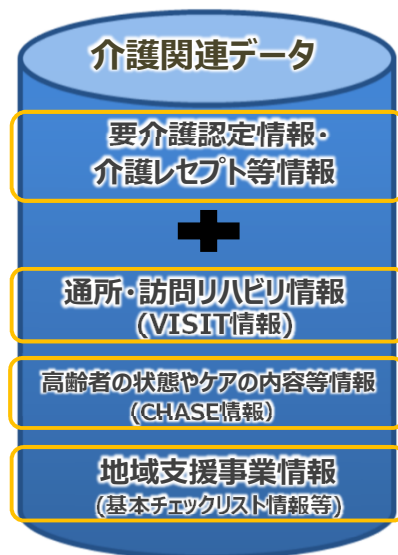 介護関連データ
要介護認定情報・
介護レセプト等情報
通所・訪問リハビリ情報
(VISIT情報)
高齢者の状態やケアの内容等情報
(CHASE情報）
地域支援事業情報
(基本チェックリスト情報等)